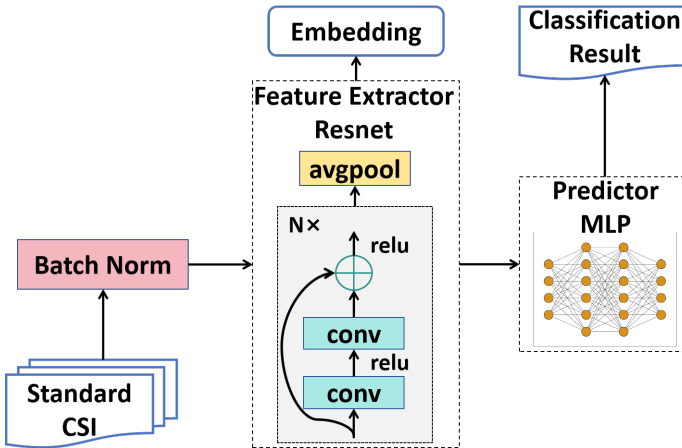 Embedding
Classification
Result
Feature Extractor
Resnet
avgpool
N×
relu
conv
relu
conv
Batch Norm
Standard
CSI
Predictor
MLP